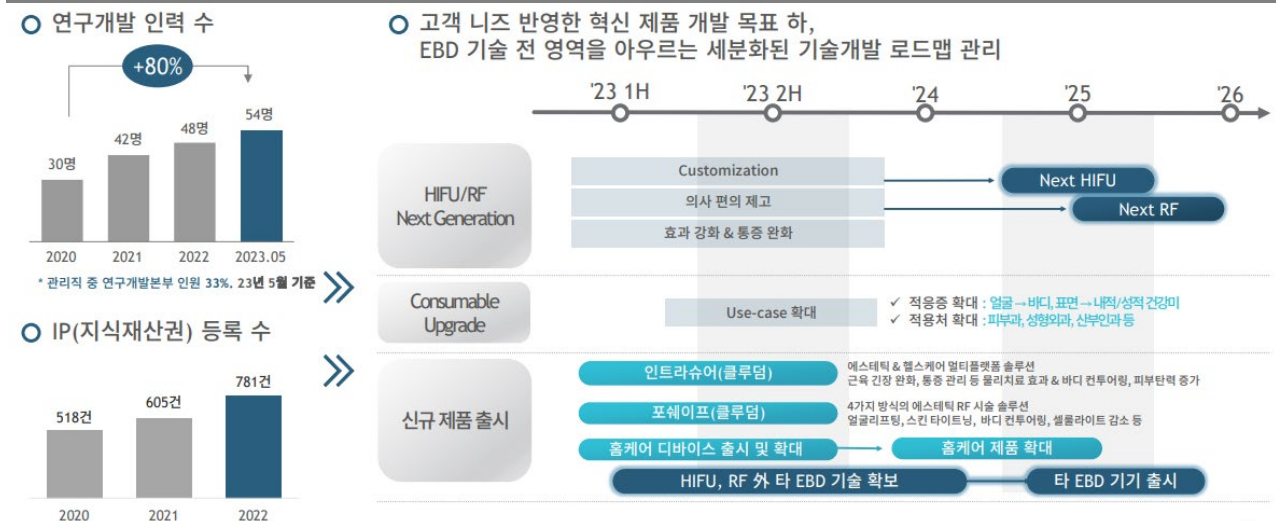 연구개발 인력 수
+80%
30명
42명
48명
54명
2020
2021
2022
2023.05
* 관리직 중 연구개발본부 인원 33%, 23년 5월 기준
IP(지식재산권) 등록 수
518건
605건
781건
2020
2021
2022
고객 니즈 반영한 혁신 제품 개발 목표 하,
EBD 기술 전 영역을 아우르는 세분화된 기술개발 로드맵 관리
'23 1H
'23 2H
'24
'25
'26
HIFU/RF
Next Generation
Customization
의사 편의 제고
효과 강화 & 통증 완화
Next HIFU
Next RF
Consumable
Upgrade
Use-case 확대
✓ 적응증 확대 : 얼굴→바디, 표면→내적/성적 건강미
✓ 적용처 확대 : 피부과, 성형외과, 산부인과 등
신규 제품 출시
인트라슈어(클루덤)
에스테틱 & 헬스케어 멀티플랫폼 솔루션
근육 긴장 완화, 통증 관리 등 물리치료 효과 & 바디 컨투어링, 피부탄력 증가
포쉐이프(클루덤)
4가지 방식의 에스테틱 RF 시술 솔루션
얼굴리프팅, 스킨 타이트닝, 바디 컨투어링, 셀룰라이트 감소 등
홈케어 디바이스 출시 및 확대
홈케어 제품 확대
HIFU, RF 外 타 EBD 기술 확보
타 EBD 기기 출시